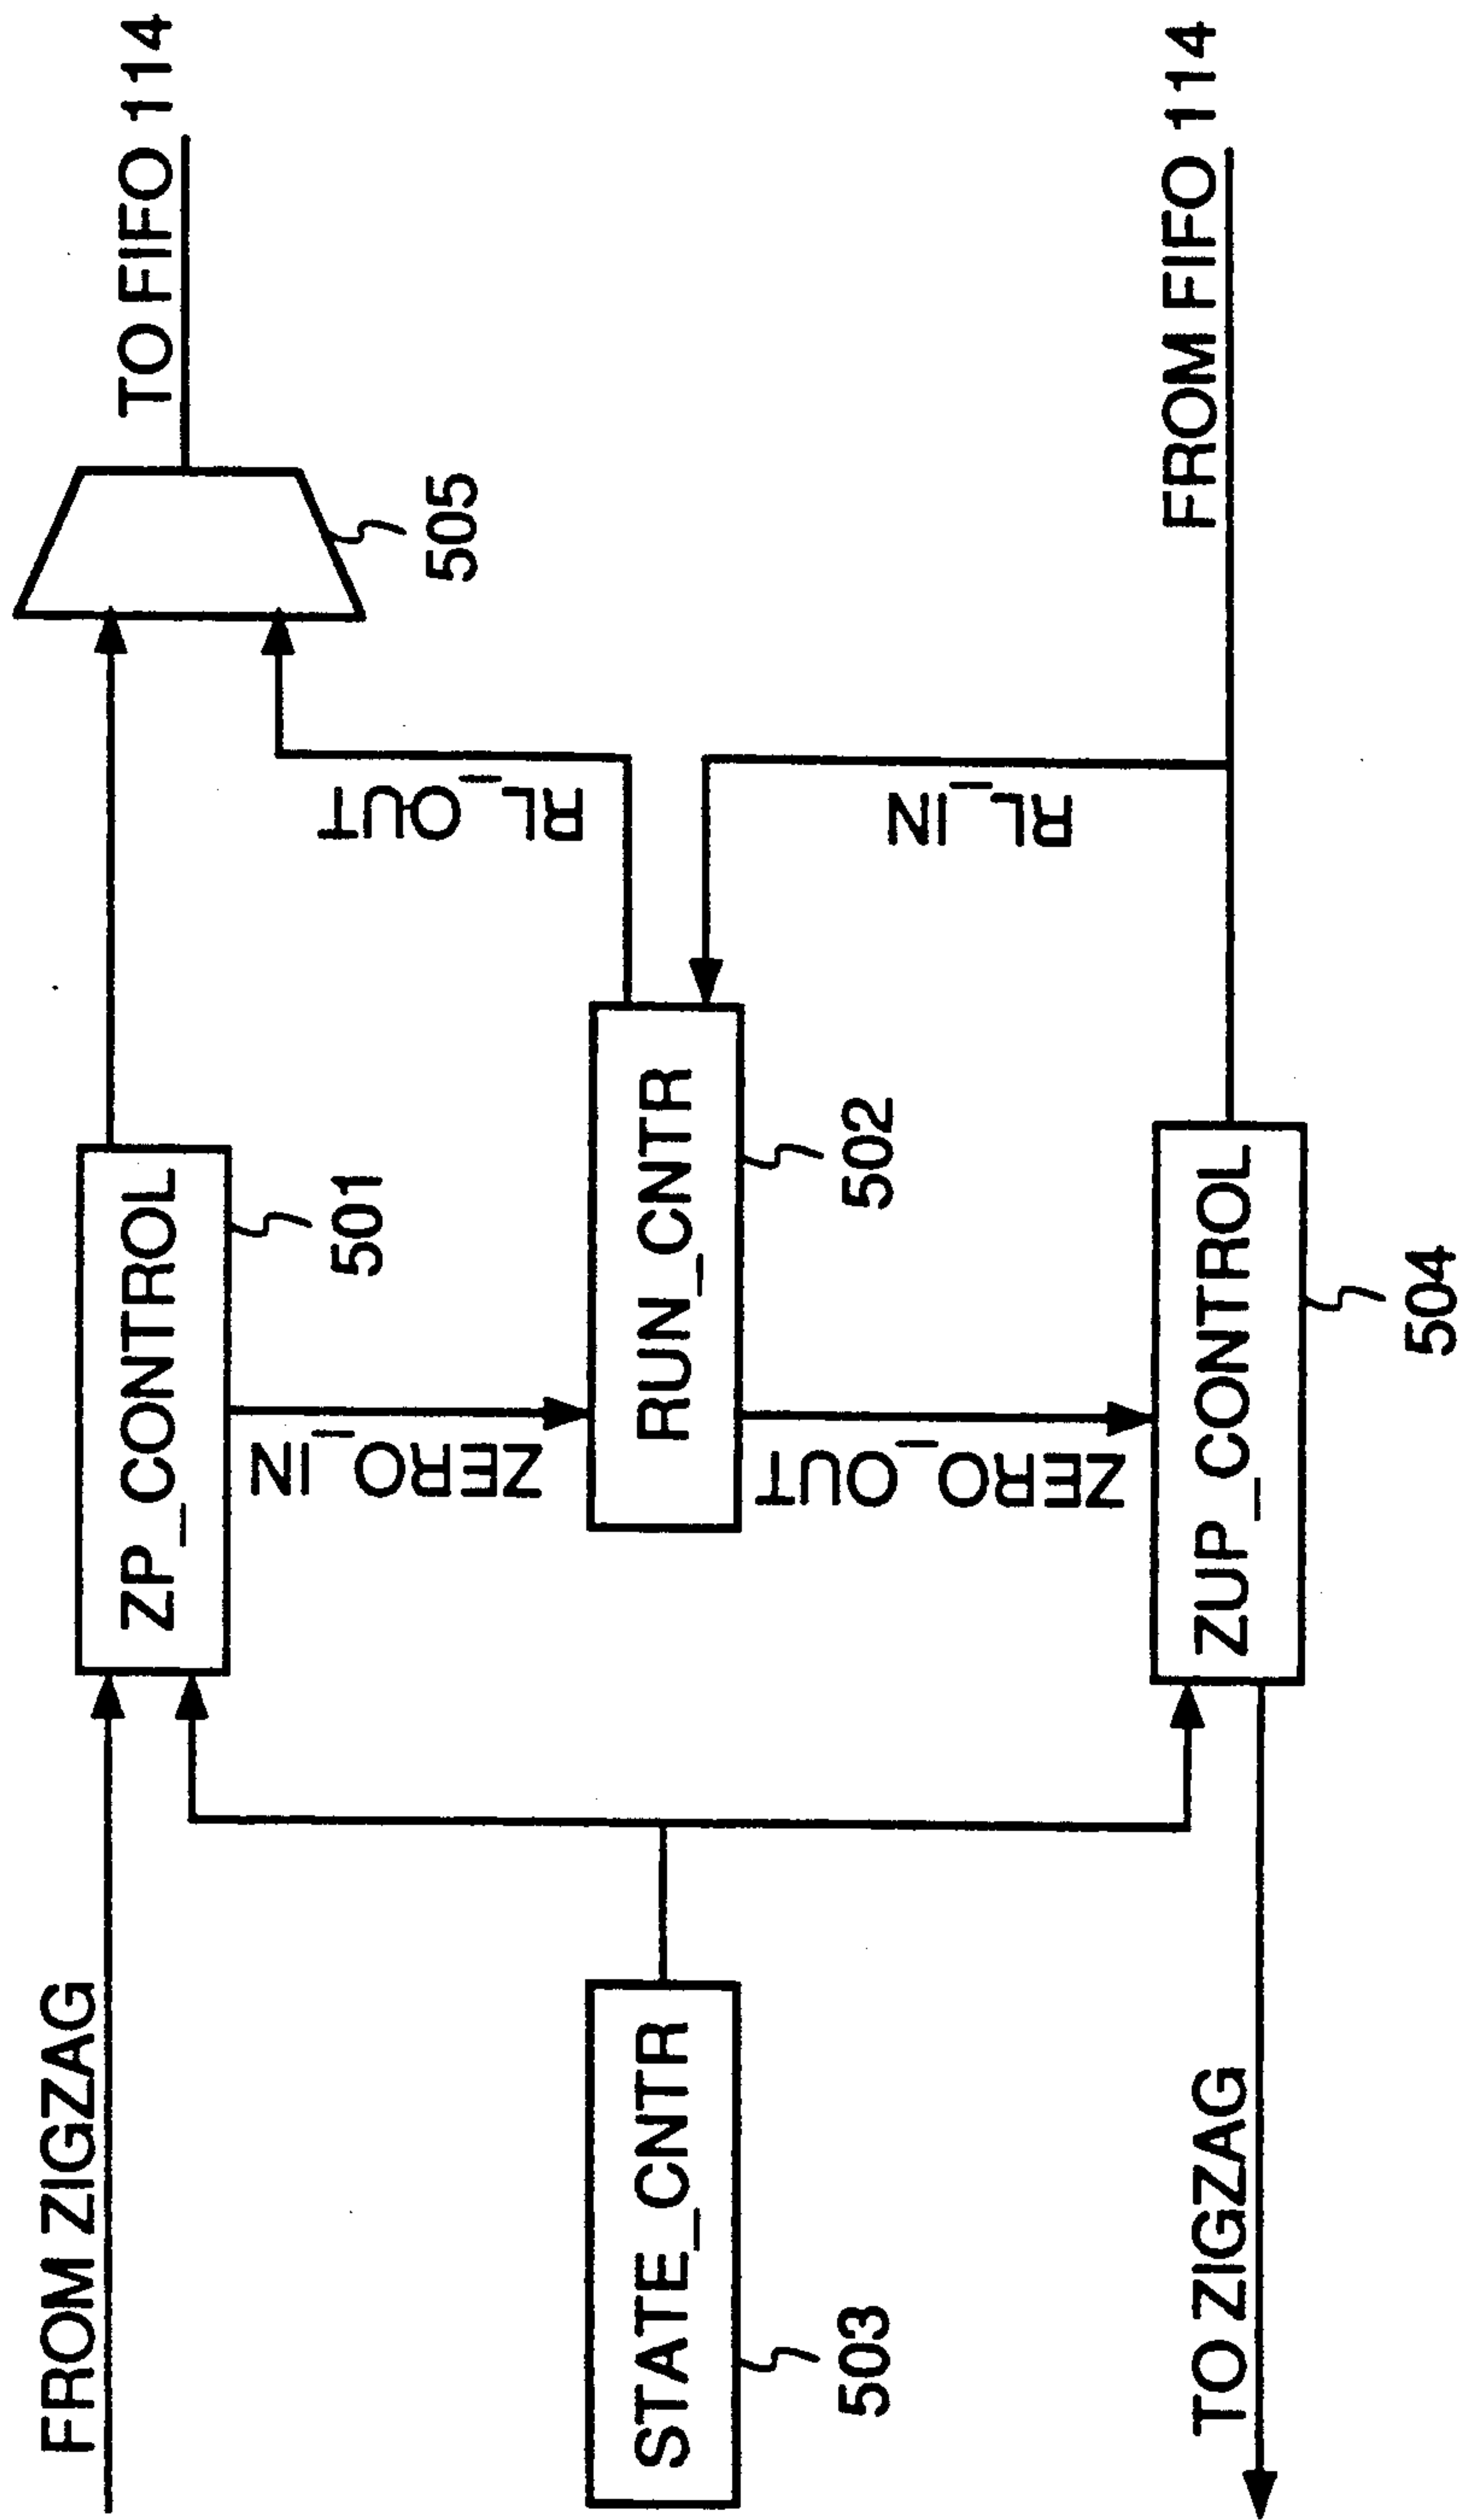 FROM ZIGZAG
ZP_CONTROL
501
TO FIFO 114
505
ZERO_IN
RL_OUT
STATE_CNTR
503
RUN_CNTR
502
ZERO_OUT
RL_IN
TO ZIGZAG
ZUP_CONTROL
504
FROM FIFO 114